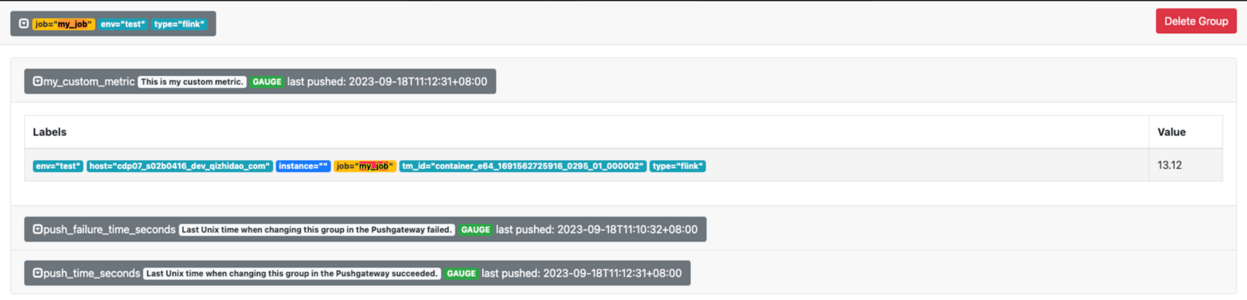 job="my_job" env="test" type="flink" Delete Group
my_custom_metric This is my custom metric. GAUGE last pushed: 2023-09-18T11:12:31+08:00
Labels Value
env="test" host="cdp07_s02b0416_dev_qizhidao_com" instance="" job="my_job" tm_id="container_e64_1691562725916_0295_01_000002" type="flink" 13.12
push_failure_time_seconds Last Unix time when changing this group in the Pushgateway failed. GAUGE last pushed: 2023-09-18T11:10:32+08:00
push_time_seconds Last Unix time when changing this group in the Pushgateway succeeded. GAUGE last pushed: 2023-09-18T11:12:31+08:00